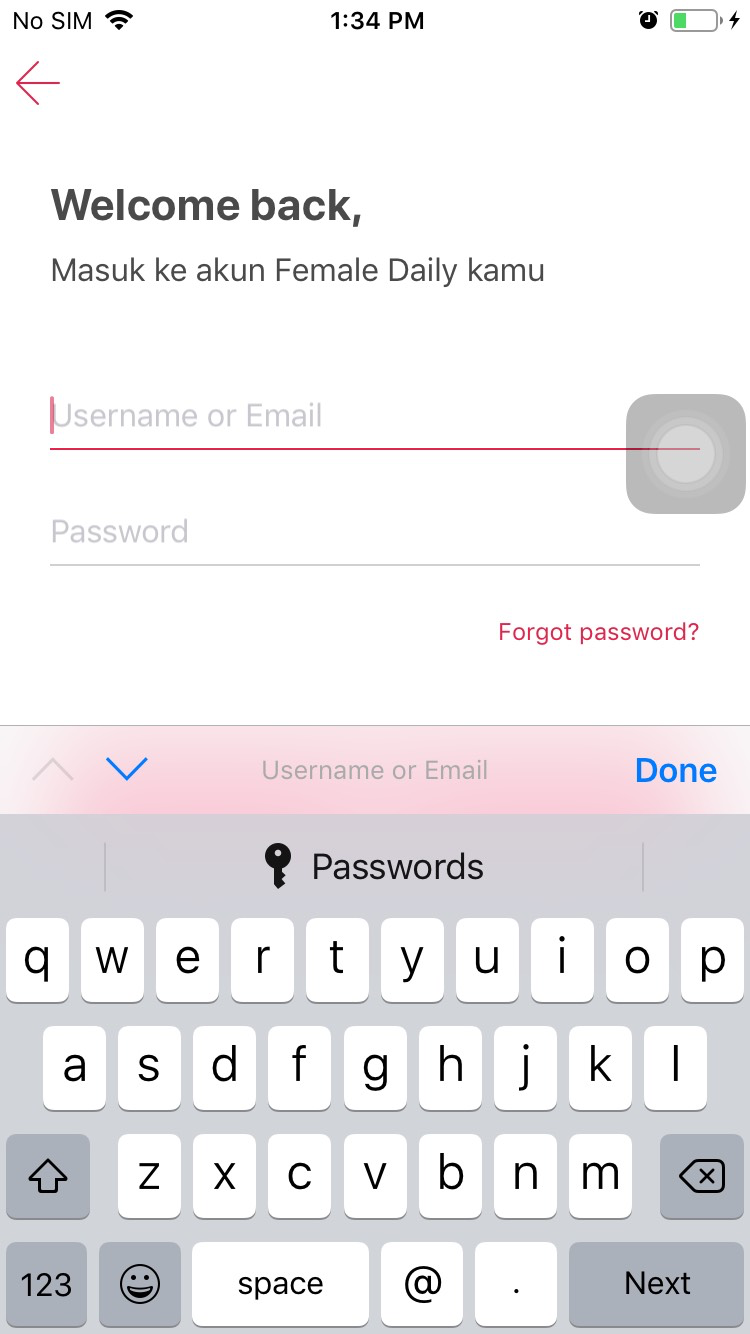 No SIM 1:34 PM
Welcome back,
Masuk ke akun Female Daily kamu
Username or Email
Password
Forgot password?
Username or Email Done
Passwords
q w e r t y u i o p
a s d f g h j k l
z x c v b n m
123 space @ . Next